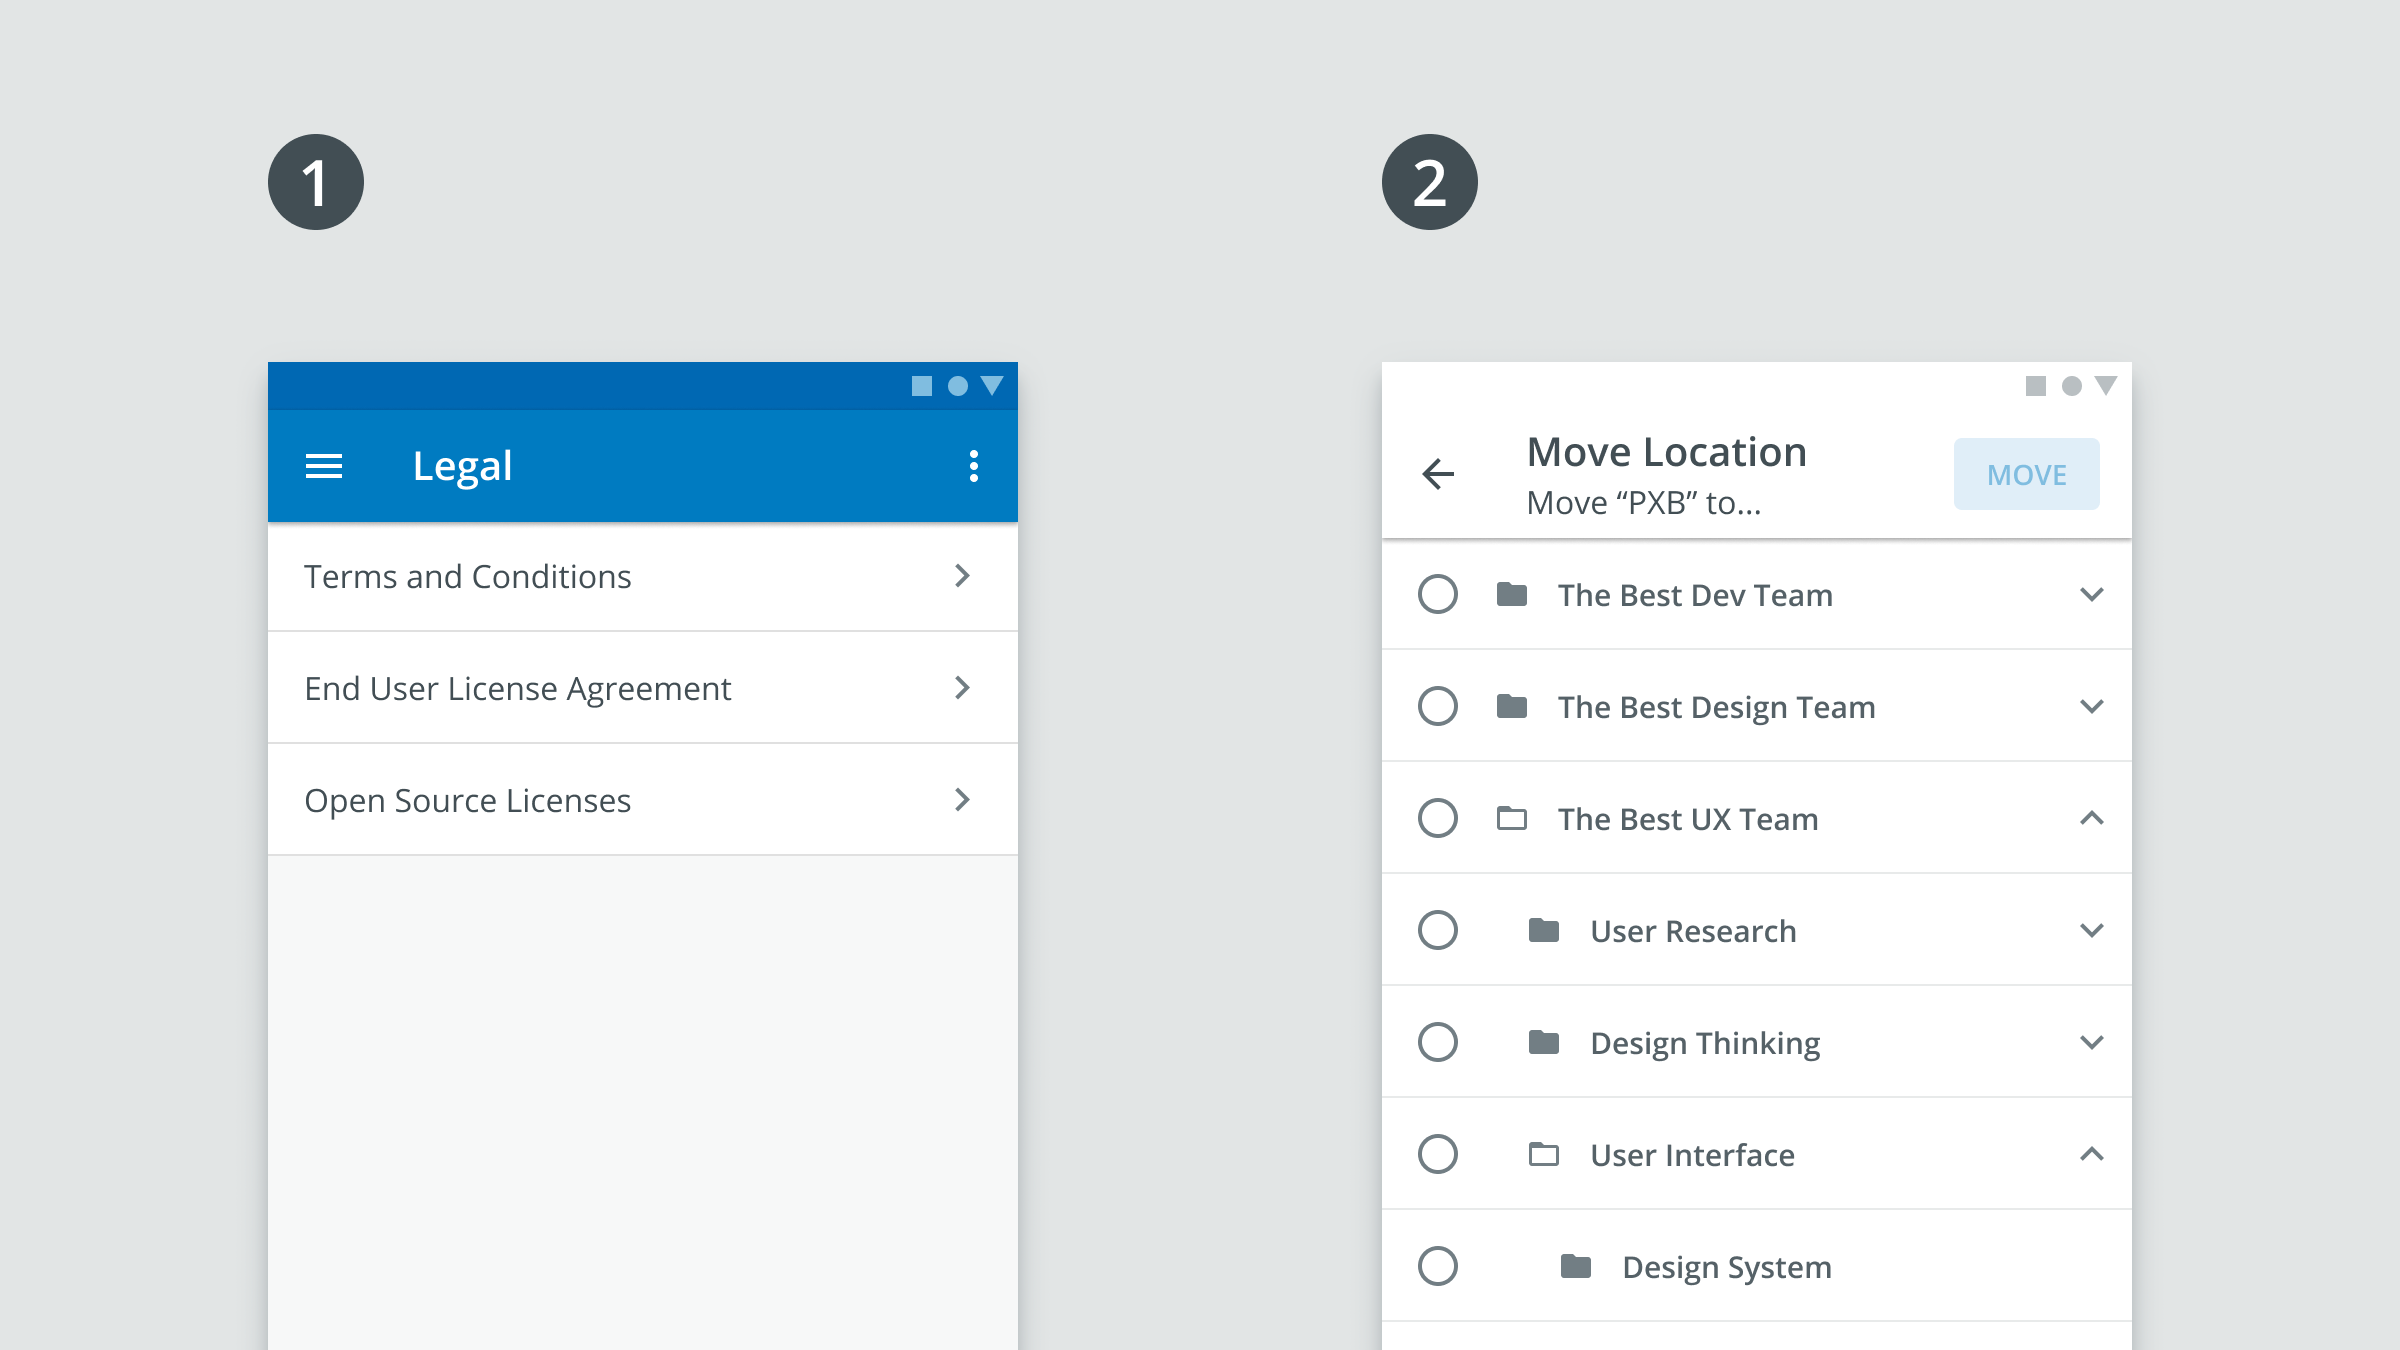 1
Legal
Terms and Conditions
End User License Agreement
Open Source Licenses
2
Move Location
Move “PXB” to...
MOVE
The Best Dev Team
The Best Design Team
The Best UX Team
User Research
Design Thinking
User Interface
Design System